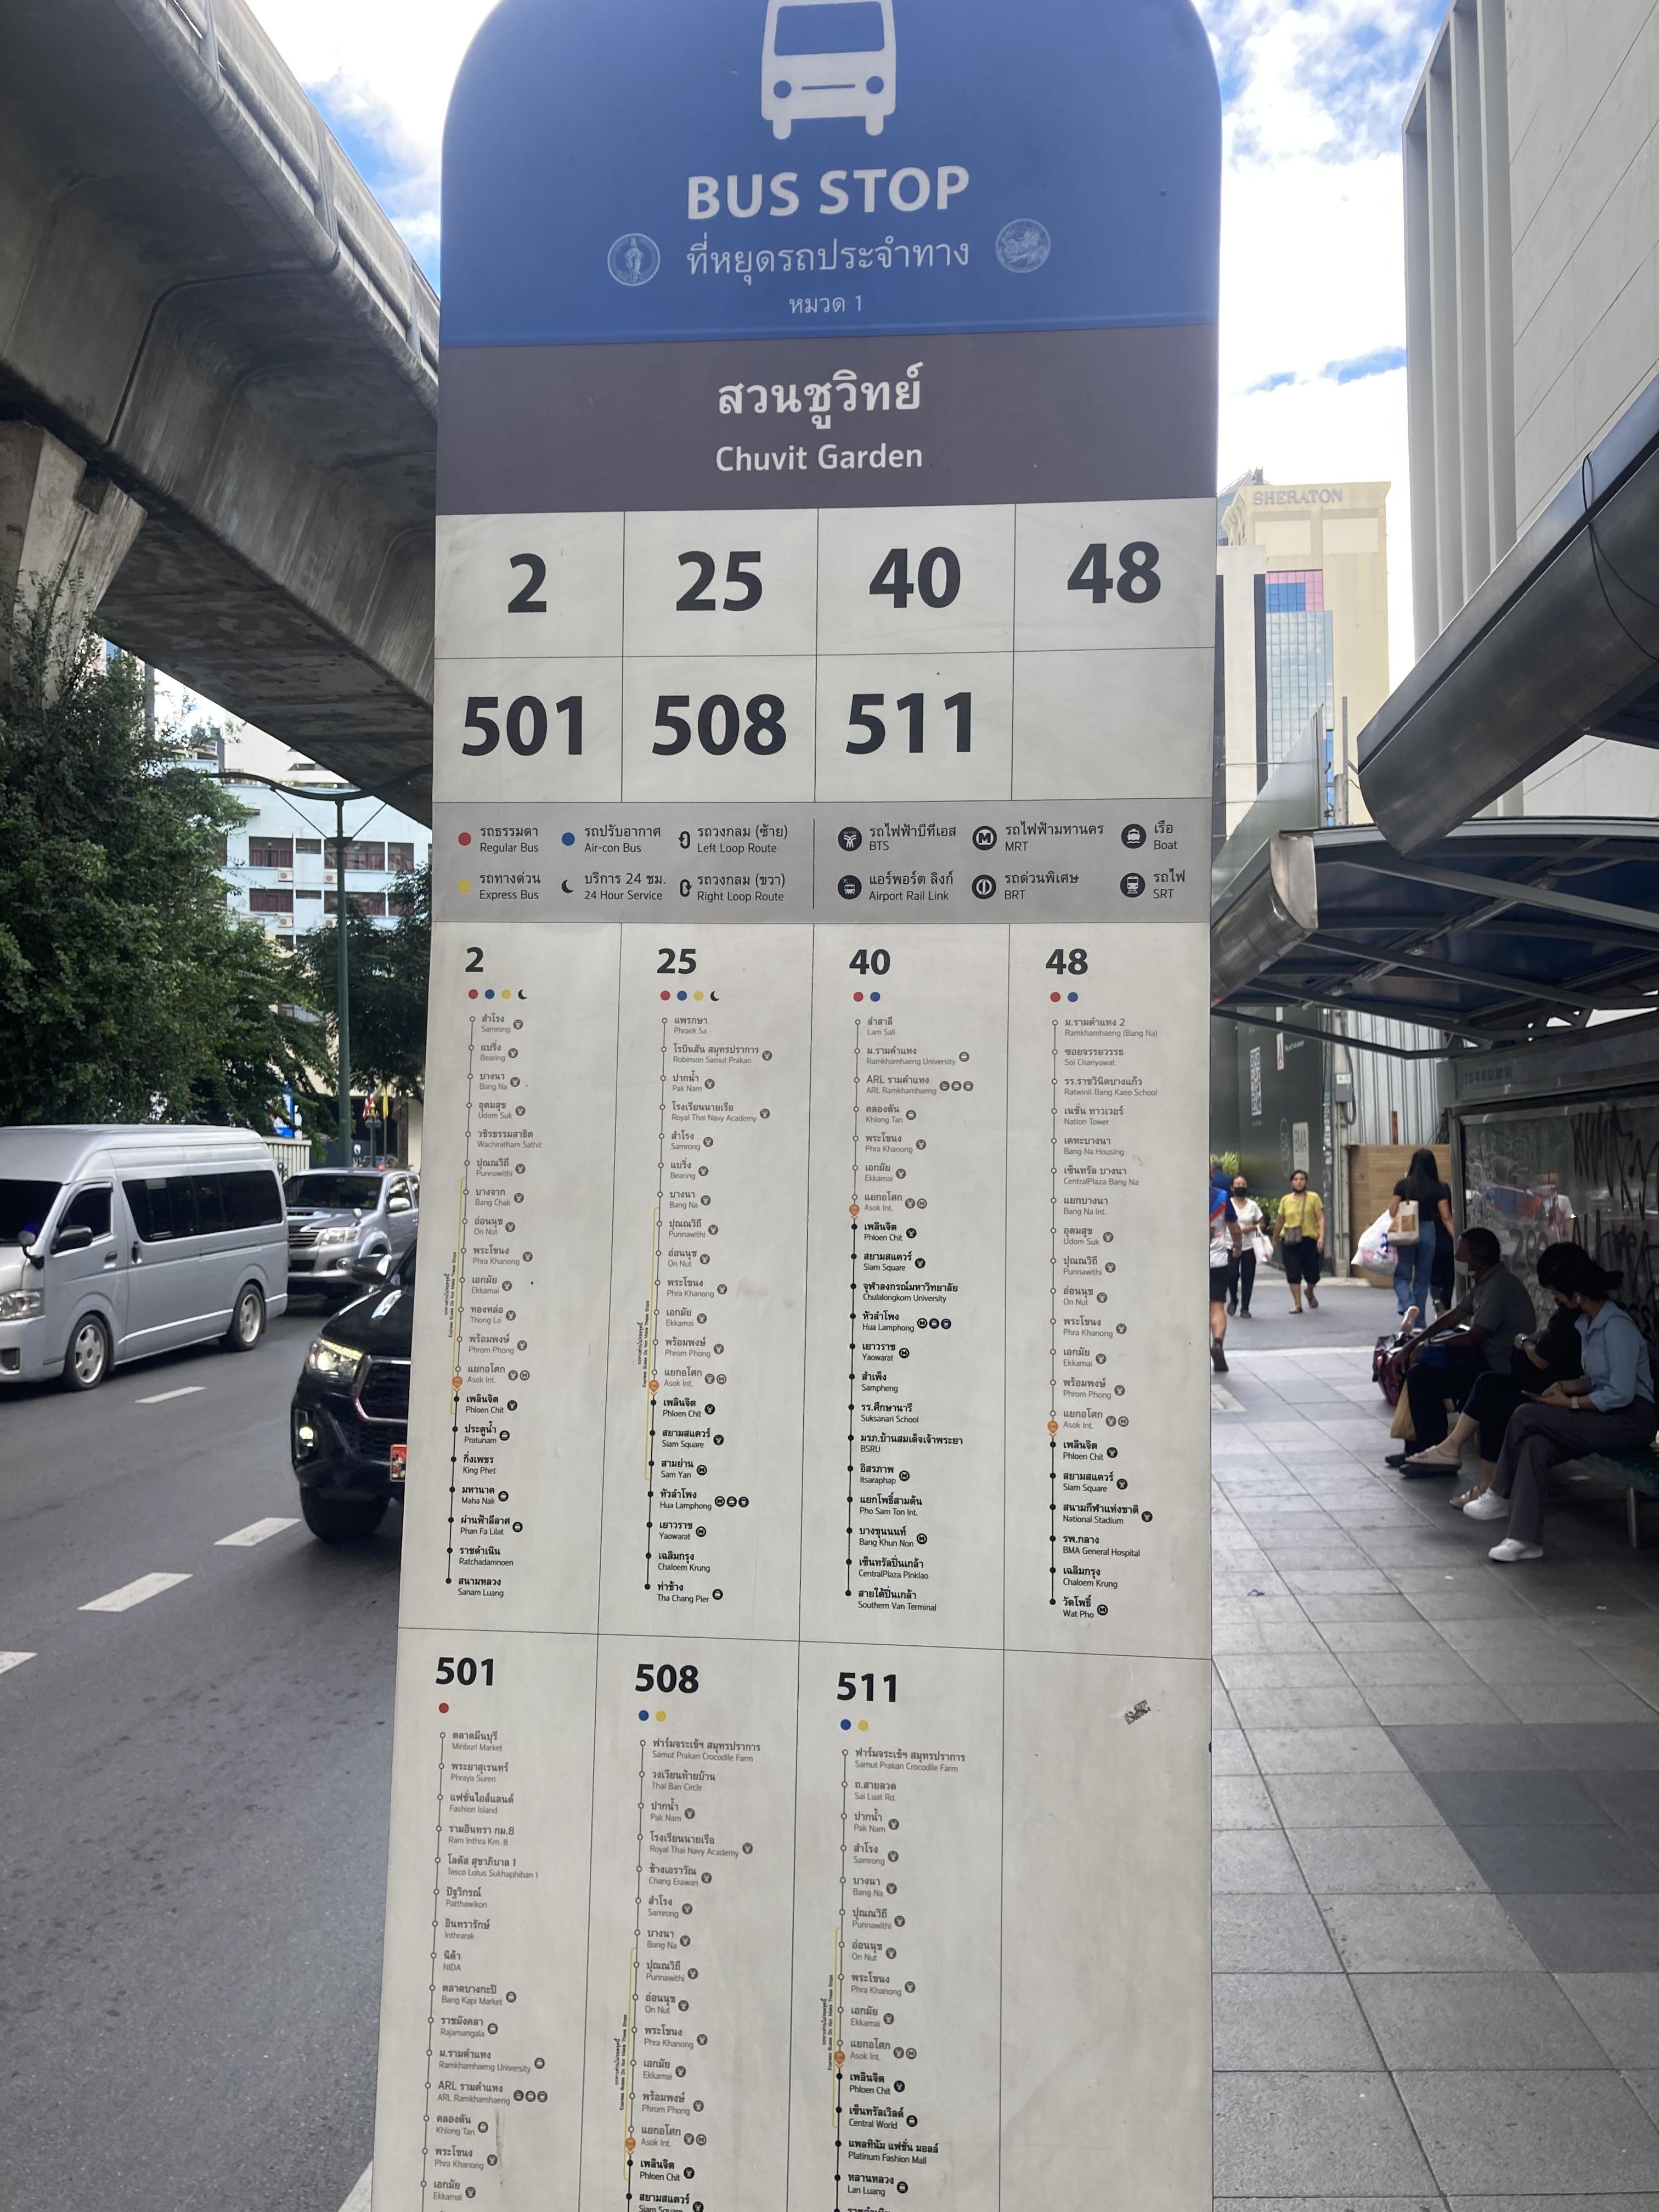 BUS STOP
ที่หยุดรถประจำทาง
หมวด 1
สวนชูวิทย์
Chuvit Garden
SHERATON
2
25
40
48
501
508
511
รถธรรมดา
Regular Bus
รถปรับอากาศ
Air-con Bus
รถวงกลม (ซ้าย)
Left Loop Route
รถไฟฟ้าบีทีเอส
BTS
รถไฟฟ้ามหานคร
MRT
เรือ
Boat
รถทางด่วน
Express Bus
บริการ 24 ชม.
24 Hour Service
รถวงกลม (ขวา)
Right Loop Route
แอร์พอร์ต ลิงก์
Airport Rail Link
รถด่วนพิเศษ
BRT
รถไฟ
SRT
2
สำโรง
Samrong
แบริ่ง
Bearing
บางนา
Bang Na
อุดมสุข
Udom Suk
วชิรธรรมสาธิต
Wachiratham Sathit
ปุณณวิถี
Punnawithi
บางจาก
Bang Chak
อ่อนนุช
On Nut
พระโขนง
Phra Khanong
เอกมัย
Ekkamai
ทองหล่อ
Thong Lo
พร้อมพงษ์
Phrom Phong
แยกอโศก
Asok Int.
เพลินจิต
Phloen Chit
ประตูน้ำ
Pratunam
กิ่งเพชร
King Phet
มหานาค
Maha Nak
ผ่านฟ้าลีลาศ
Phan Fa Lilat
ราชดำเนิน
Ratchadamnoen
สนามหลวง
Sanam Luang
Express Buses Do Not Make These Stops
25
แพรกษา
Phraek Sa
โรบินสัน สมุทรปราการ
Robinson Samut Prakan
ปากน้ำ
Pak Nam
โรงเรียนนายเรือ
Royal Thai Navy Academy
สำโรง
Samrong
แบริ่ง
Bearing
บางนา
Bang Na
ปุณณวิถี
Punnawithi
อ่อนนุช
On Nut
พระโขนง
Phra Khanong
เอกมัย
Ekkamai
พร้อมพงษ์
Phrom Phong
แยกอโศก
Asok Int.
เพลินจิต
Phloen Chit
สยามสแควร์
Siam Square
สามย่าน
Sam Yan
หัวลำโพง
Hua Lamphong
เยาวราช
Yaowarat
เฉลิมกรุง
Chaloem Krung
ท่าช้าง
Tha Chang Pier
Express Buses Do Not Make These Stops
40
ลำสาลี
Lam Sali
ม.รามคำแหง
Ramkhamhaeng University
ARL รามคำแหง
ARL Ramkhamhaeng
คลองตัน
Khlong Tan
พระโขนง
Phra Khanong
เอกมัย
Ekkamai
แยกอโศก
Asok Int.
เพลินจิต
Phloen Chit
สยามสแควร์
Siam Square
จุฬาลงกรณ์มหาวิทยาลัย
Chulalongkorn University
หัวลำโพง
Hua Lamphong
เยาวราช
Yaowarat
สำเพ็ง
Sampheng
รร.ศึกษานารี
Suksanari School
มรภ.บ้านสมเด็จเจ้าพระยา
BSRU
อิสรภาพ
Itsaraphap
แยกโพธิ์สามต้น
Pho Sam Ton Int.
บางขุนนนท์
Bang Khun Non
เซ็นทรัลปิ่นเกล้า
CentralPlaza Pinklao
สายใต้ปิ่นเกล้า
Southern Van Terminal
48
ม.รามคำแหง 2
Ramkhamhaeng (Bang Na)
ซอยจรรยวรรธ
Soi Chanyawat
รร.ราชวินิตบางแก้ว
Ratwinit Bang Kaeo School
เนชั่น ทาวเวอร์
Nation Tower
เคหะบางนา
Bang Na Housing
เซ็นทรัล บางนา
CentralPlaza Bang Na
แยกบางนา
Bang Na Int.
อุดมสุข
Udom Suk
ปุณณวิถี
Punnawithi
อ่อนนุช
On Nut
พระโขนง
Phra Khanong
เอกมัย
Ekkamai
พร้อมพงษ์
Phrom Phong
แยกอโศก
Asok Int.
เพลินจิต
Phloen Chit
สยามสแควร์
Siam Square
สนามกีฬาแห่งชาติ
National Stadium
รพ.กลาง
BMA General Hospital
เฉลิมกรุง
Chaloem Krung
วัดโพธิ์
Wat Pho
501
ตลาดมีนบุรี
Minburi Market
พระยาสุเรนทร์
Phraya Suren
แฟชั่นไอส์แลนด์
Fashion Island
รามอินทรา กม.8
Ram Inthra Km. 8
โลตัส สุขาภิบาล 1
Tesco Lotus Sukhaphiban 1
ปัฐวิกรณ์
Patthawikon
อินทรารักษ์
Inthrarak
นิด้า
NIDA
ตลาดบางกะปิ
Bang Kapi Market
ราชมังคลา
Rajamangala
ม.รามคำแหง
Ramkhamhaeng University
ARL รามคำแหง
ARL Ramkhamhaeng
คลองตัน
Khlong Tan
พระโขนง
Phra Khanong
เอกมัย
Ekkamai
508
ฟาร์มจระเข้ฯ สมุทรปราการ
Samut Prakan Crocodile Farm
วงเวียนท้ายบ้าน
Thai Ban Circle
ปากน้ำ
Pak Nam
โรงเรียนนายเรือ
Royal Thai Navy Academy
ช้างเอราวัณ
Chang Erawan
สำโรง
Samrong
บางนา
Bang Na
ปุณณวิถี
Punnawithi
อ่อนนุช
On Nut
พระโขนง
Phra Khanong
เอกมัย
Ekkamai
พร้อมพงษ์
Phrom Phong
แยกอโศก
Asok Int.
เพลินจิต
Phloen Chit
สยามสแควร์
Siam Square
Express Buses Do Not Make These Stops
511
ฟาร์มจระเข้ฯ สมุทรปราการ
Samut Prakan Crocodile Farm
ถ.สายลวด
Sai Luat Rd.
ปากน้ำ
Pak Nam
สำโรง
Samrong
บางนา
Bang Na
ปุณณวิถี
Punnawithi
อ่อนนุช
On Nut
พระโขนง
Phra Khanong
เอกมัย
Ekkamai
แยกอโศก
Asok Int.
เพลินจิต
Phloen Chit
เซ็นทรัลเวิลด์
Central World
แพลทินัม แฟชั่น มอลล์
Platinum Fashion Mall
หลานหลวง
Lan Luang
Express Buses Do Not Make These Stops